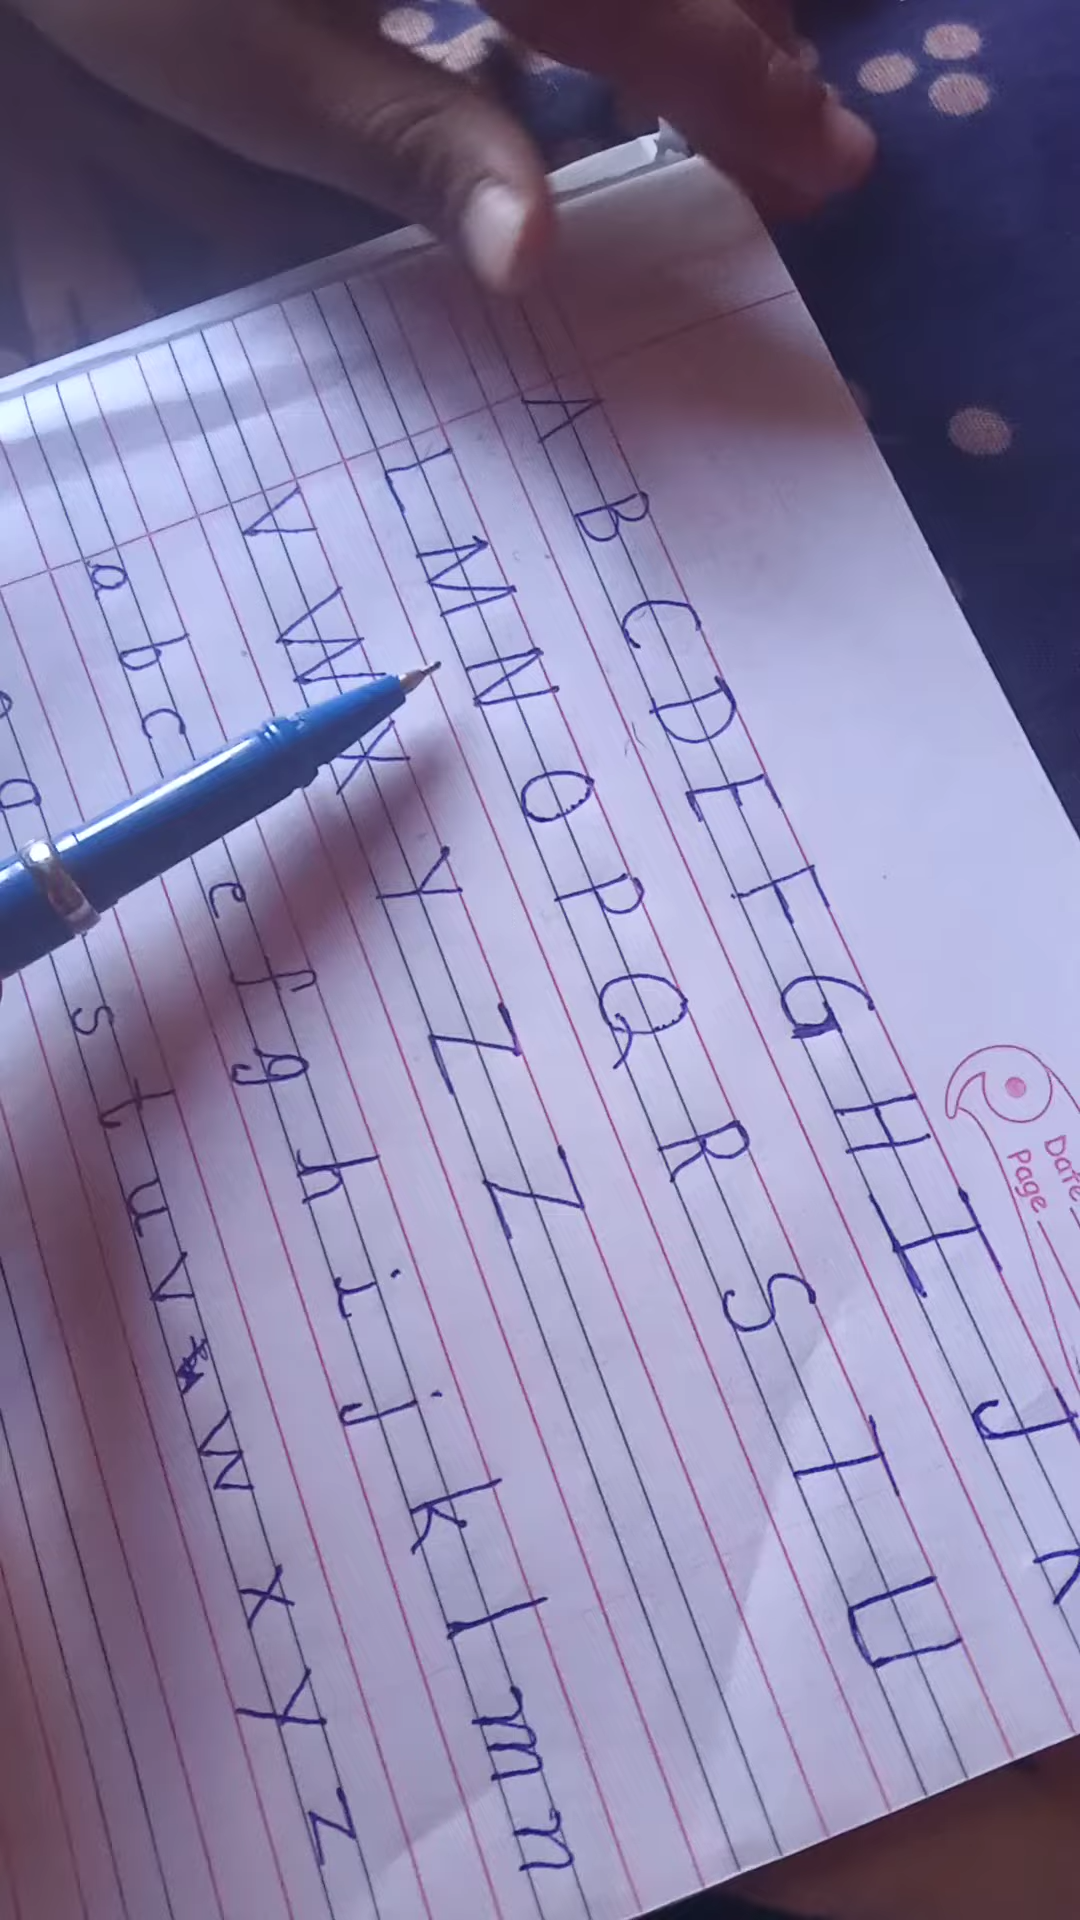 Date
Page
A B C D E F G H I J K
L M N O P Q R S T U
V W X Y Z Z
a b c e f g h i j k l m n
s t u v w x y z